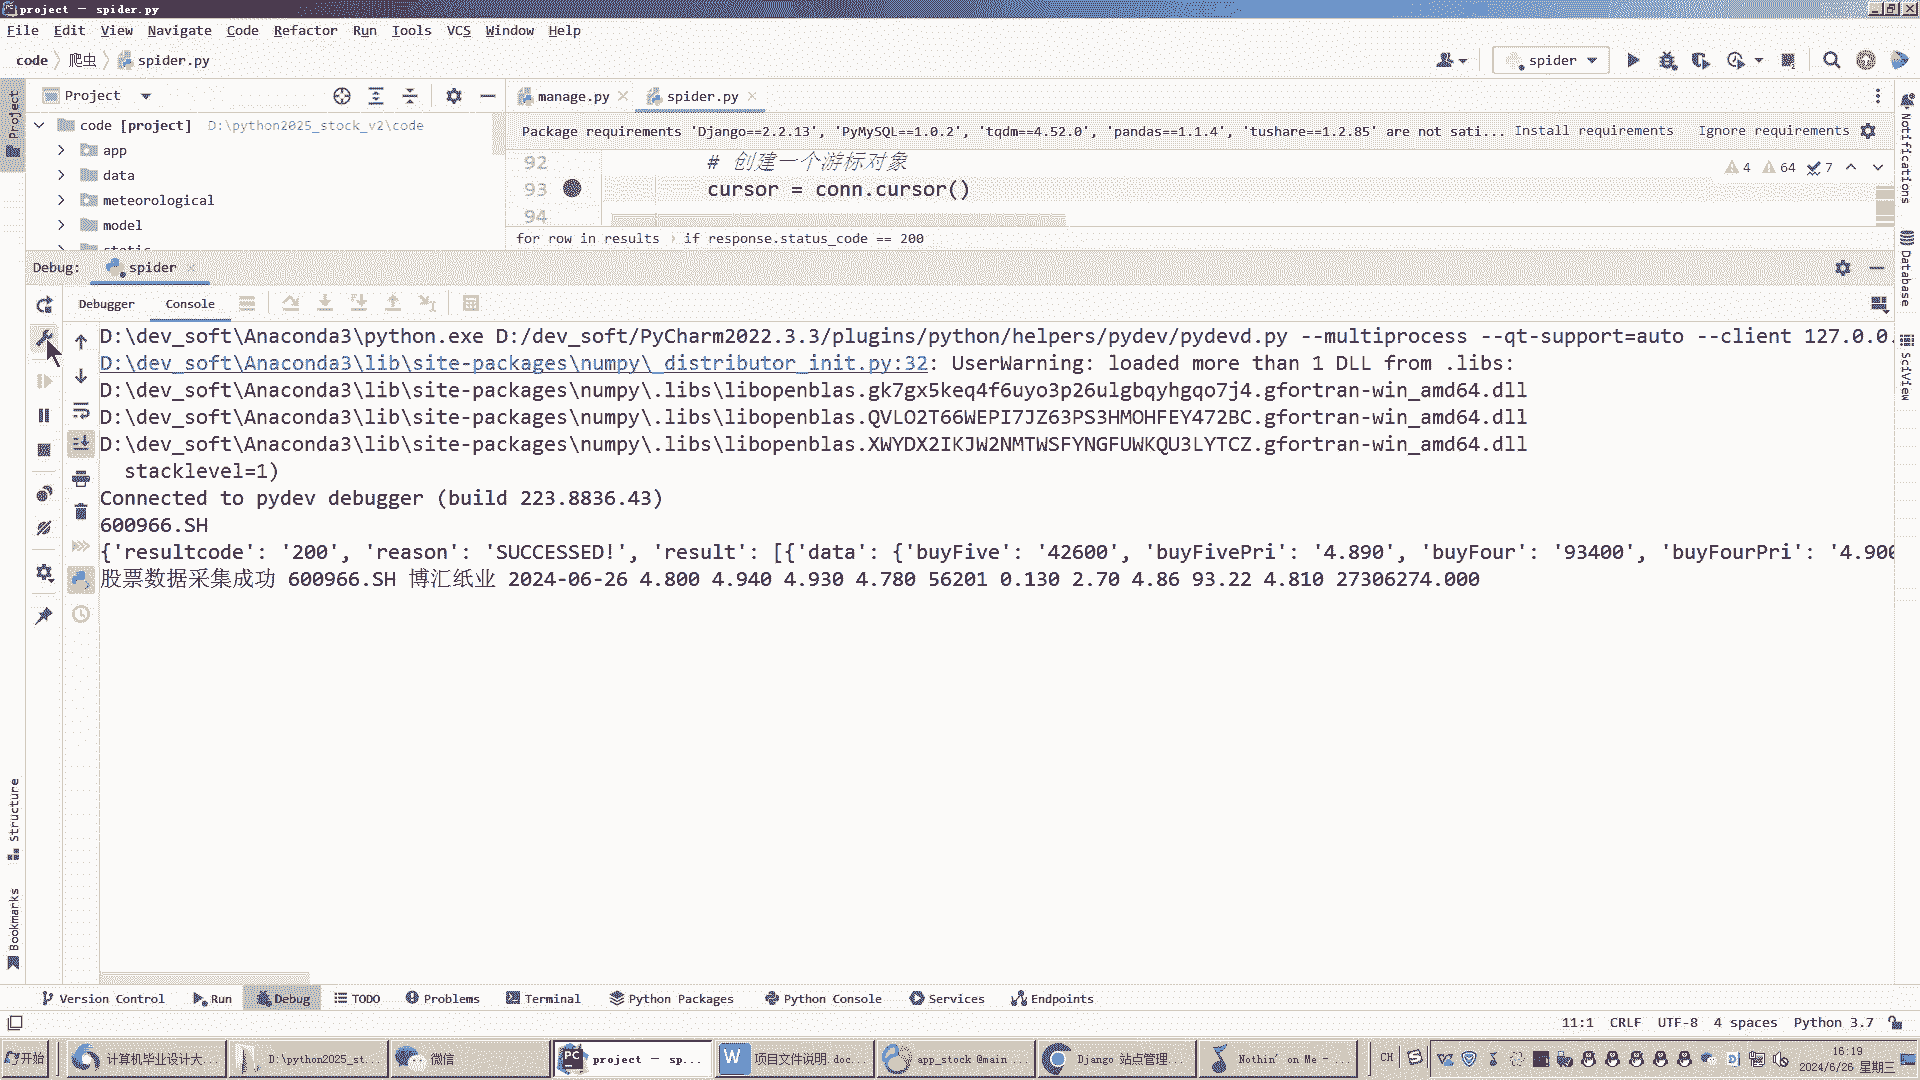 project – spider.py
File Edit View Navigate Code Refactor Run Tools VCS Window Help
code 爬虫 spider.py
spider
Project
manage.py
spider.py
code [project] D:\python2025_stock_v2\code
app
data
meteorological
model
static
Package requirements 'Django==2.2.13', 'PyMySQL==1.0.2', 'tqdm==4.52.0', 'pandas==1.1.4', 'tushare==1.2.85' are not sati... Install requirements Ignore requirements
92 # 创建一个游标对象
4 64 7
93 cursor = conn.cursor()
94
for row in results › if response.status_code == 200
Debug: spider
Debugger Console
D:\dev_soft\Anaconda3\python.exe D:/dev_soft/PyCharm2022.3.3/plugins/python/helpers/pydev/pydevd.py --multiprocess --qt-support=auto --client 127.0.0.
D:\dev_soft\Anaconda3\lib\site-packages\numpy\_distributor_init.py:32: UserWarning: loaded more than 1 DLL from .libs:
D:\dev_soft\Anaconda3\lib\site-packages\numpy\.libs\libopenblas.gk7gx5keq4f6uyo3p26ulgbqyhgqo7j4.gfortran-win_amd64.dll
D:\dev_soft\Anaconda3\lib\site-packages\numpy\.libs\libopenblas.QVLO2T66WEPI7JZ63PS3HMOHFEY472BC.gfortran-win_amd64.dll
D:\dev_soft\Anaconda3\lib\site-packages\numpy\.libs\libopenblas.XWYDX2IKJW2NMTWSFYNGFUWKQU3LYTCZ.gfortran-win_amd64.dll
stacklevel=1)
Connected to pydev debugger (build 223.8836.43)
600966.SH
{'resultcode': '200', 'reason': 'SUCCESSED!', 'result': [{'data': {'buyFive': '42600', 'buyFivePri': '4.890', 'buyFour': '93400', 'buyFourPri': '4.900
股票数据采集成功 600966.SH 博汇纸业 2024-06-26 4.800 4.940 4.930 4.780 56201 0.130 2.70 4.86 93.22 4.810 27306274.000
Project
Structure
Bookmarks
Notifications
Database
SciView
Version Control Run Debug TODO Problems Terminal Python Packages Python Console Services Endpoints
11:1 CRLF UTF-8 4 spaces Python 3.7
开始
计算机毕业设计大...
D:\python2025_st...
微信
project – sp...
项目文件说明.doc...
app_stock @main ...
Django 站点管理...
Nothin' on Me - ...
CH
16:19
2024/6/26 星期三